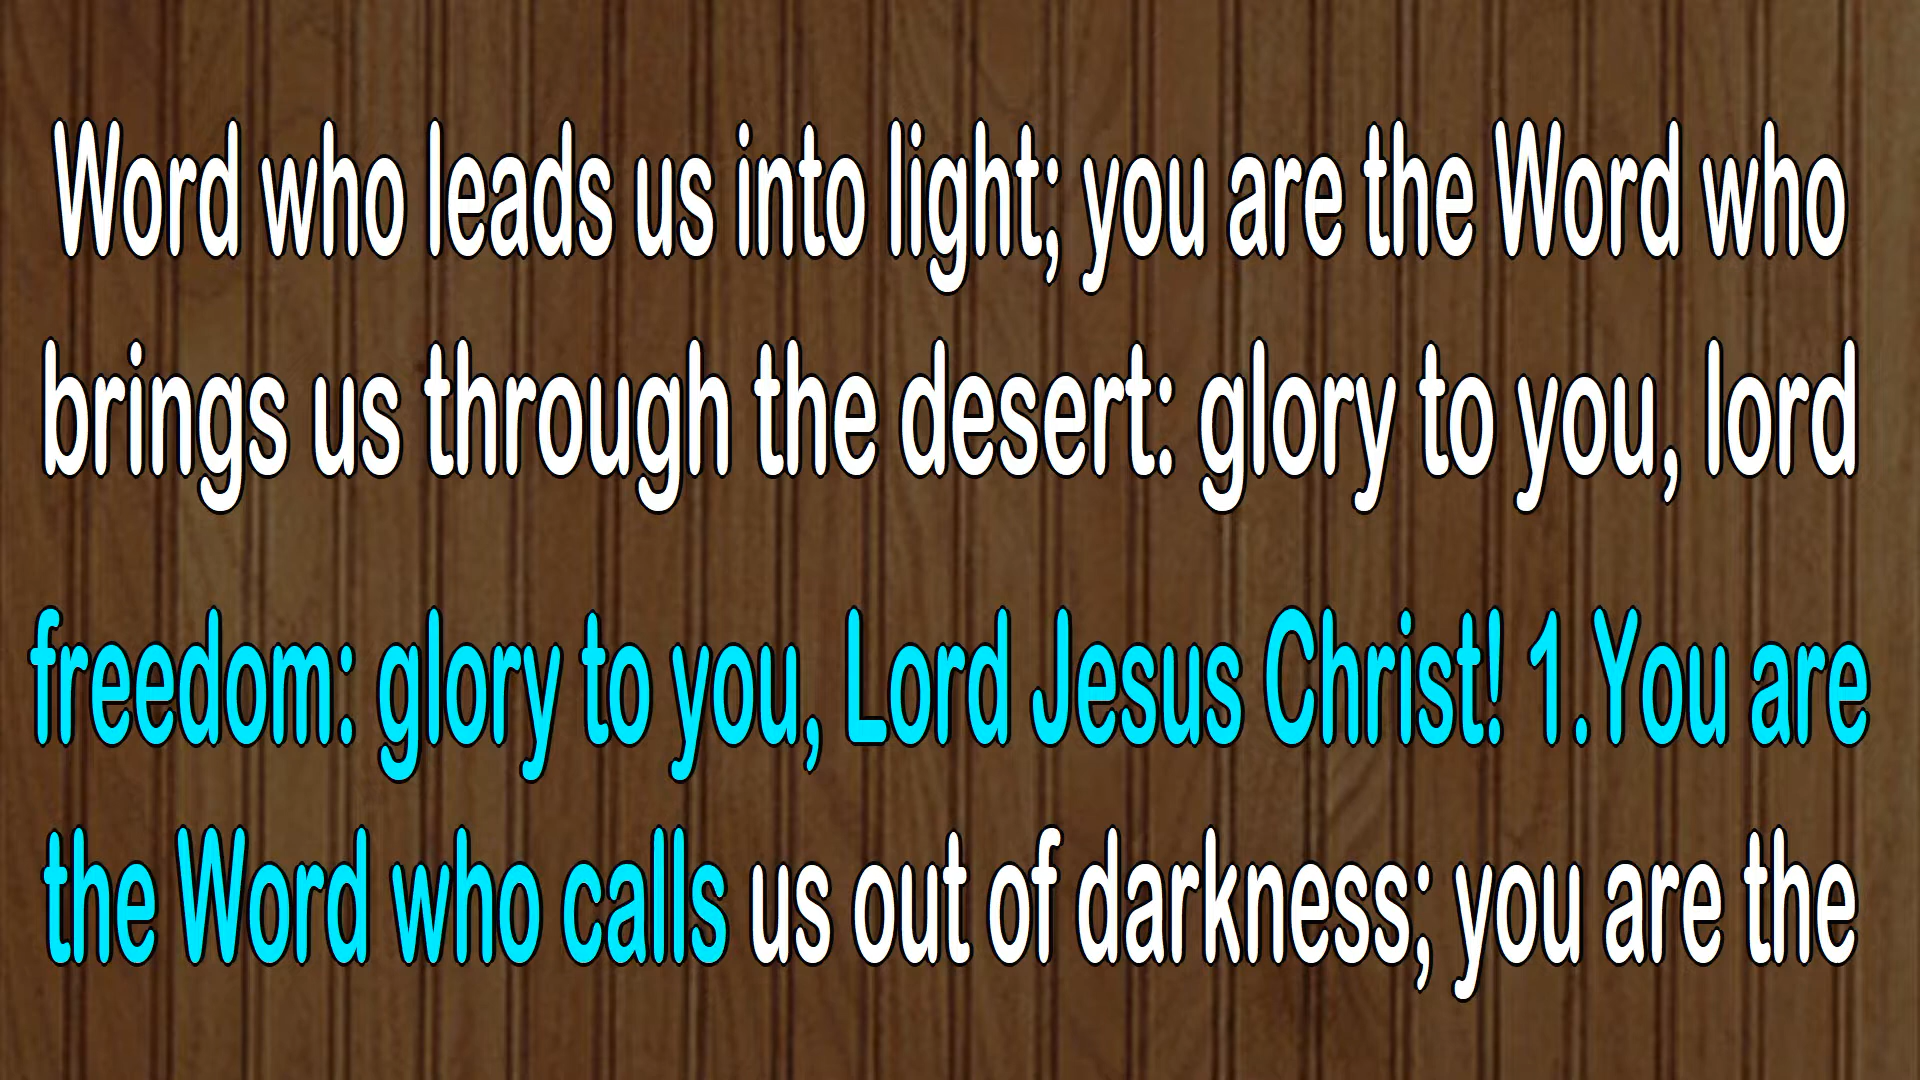 Word who leads us into light; you are the Word who
brings us through the desert: glory to you, lord
freedom: glory to you, Lord Jesus Christ! 1.You are
the Word who calls us out of darkness; you are the